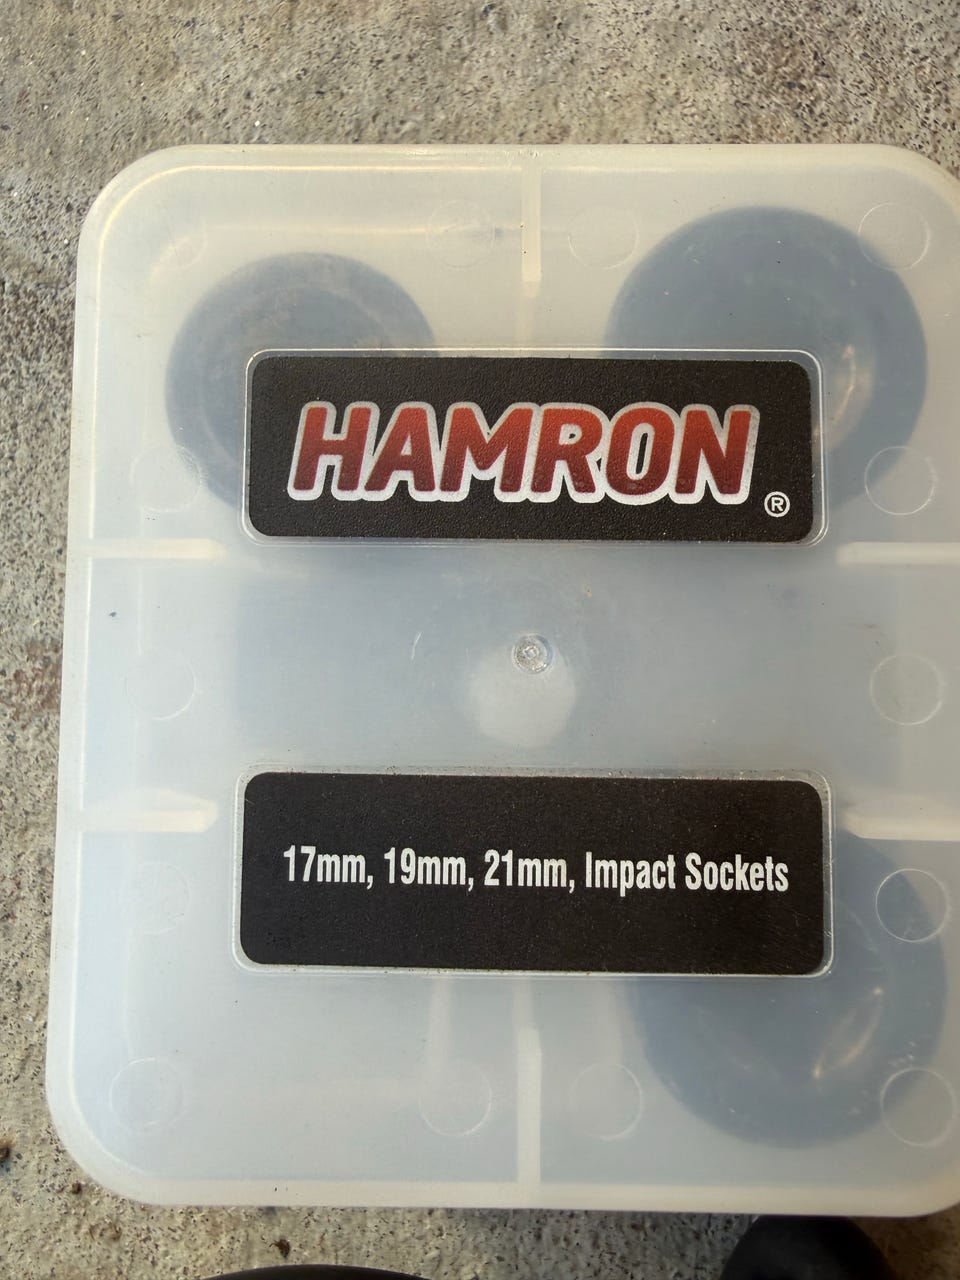 HAMRON®
17mm, 19mm, 21mm, Impact Sockets